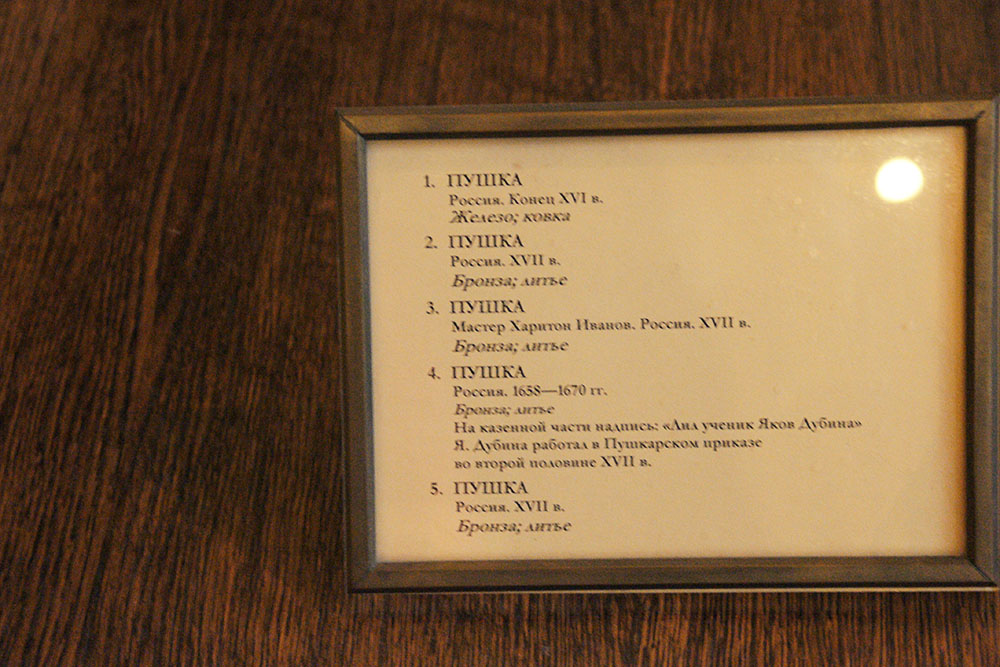 1. ПУШКА
Россия. Конец XVI в.
Железо; ковка
2. ПУШКА
Россия. XVII в.
Бронза; литье
3. ПУШКА
Мастер Харитон Иванов. Россия. XVII в.
Бронза; литье
4. ПУШКА
Россия. 1658—1670 гг.
Бронза; литье
На казенной части надпись: «Лил ученик Яков Дубина»
Я. Дубина работал в Пушкарском приказе
во второй половине XVII в.
5. ПУШКА
Россия. XVII в.
Бронза; литье